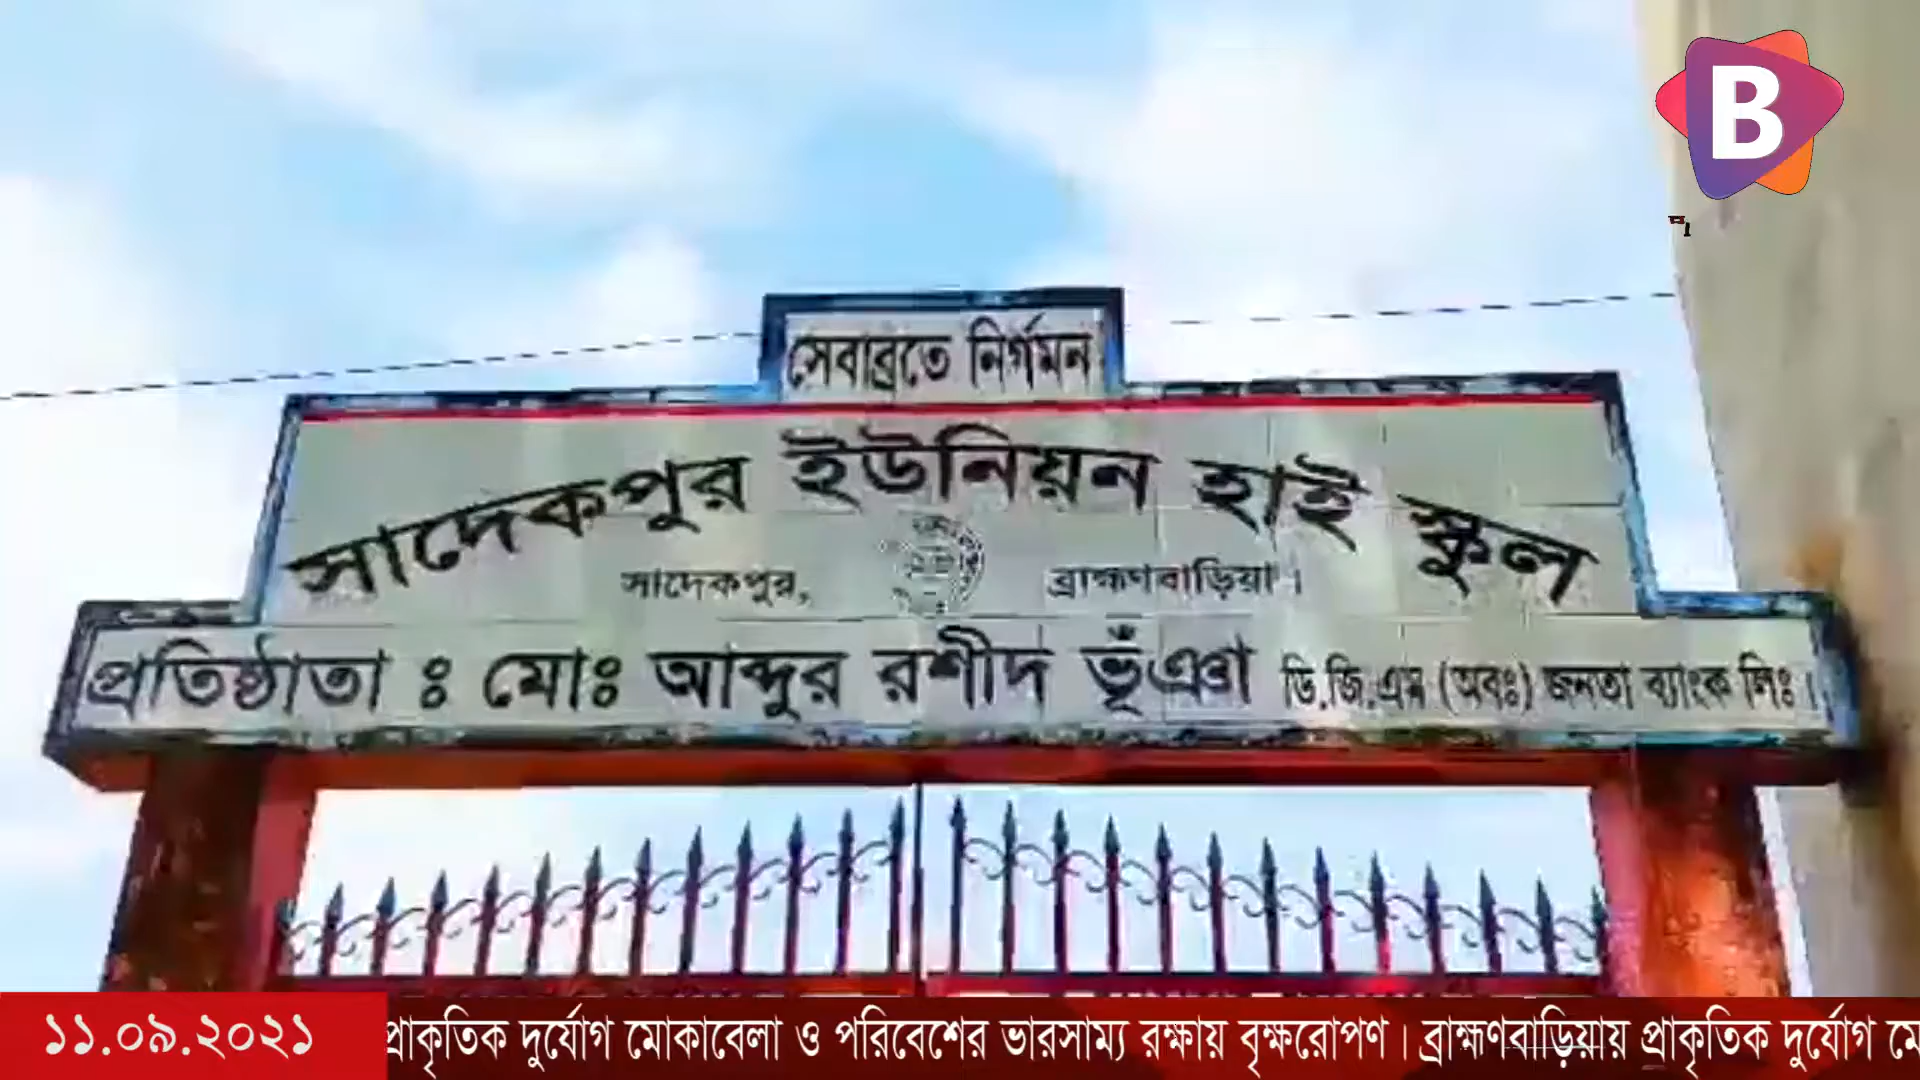 B
সেবাব্রতে নির্গমন
সাদেকপুর ইউনিয়ন হাই স্কুল
সাদেকপুর, ব্রাহ্মণবাড়িয়া।
প্রতিষ্ঠাতা ঃ মোঃ আব্দুর রশীদ ভূঁঞা ডি.জি.এম (অবঃ) জনতা ব্যাংক লিঃ।
১১.০৯.২০২১ প্রাকৃতিক দুর্যোগ মোকাবেলা ও পরিবেশের ভারসাম্য রক্ষায় বৃক্ষরোপণ। ব্রাহ্মণবাড়িয়ায় প্রাকৃতিক দুর্যোগ মে